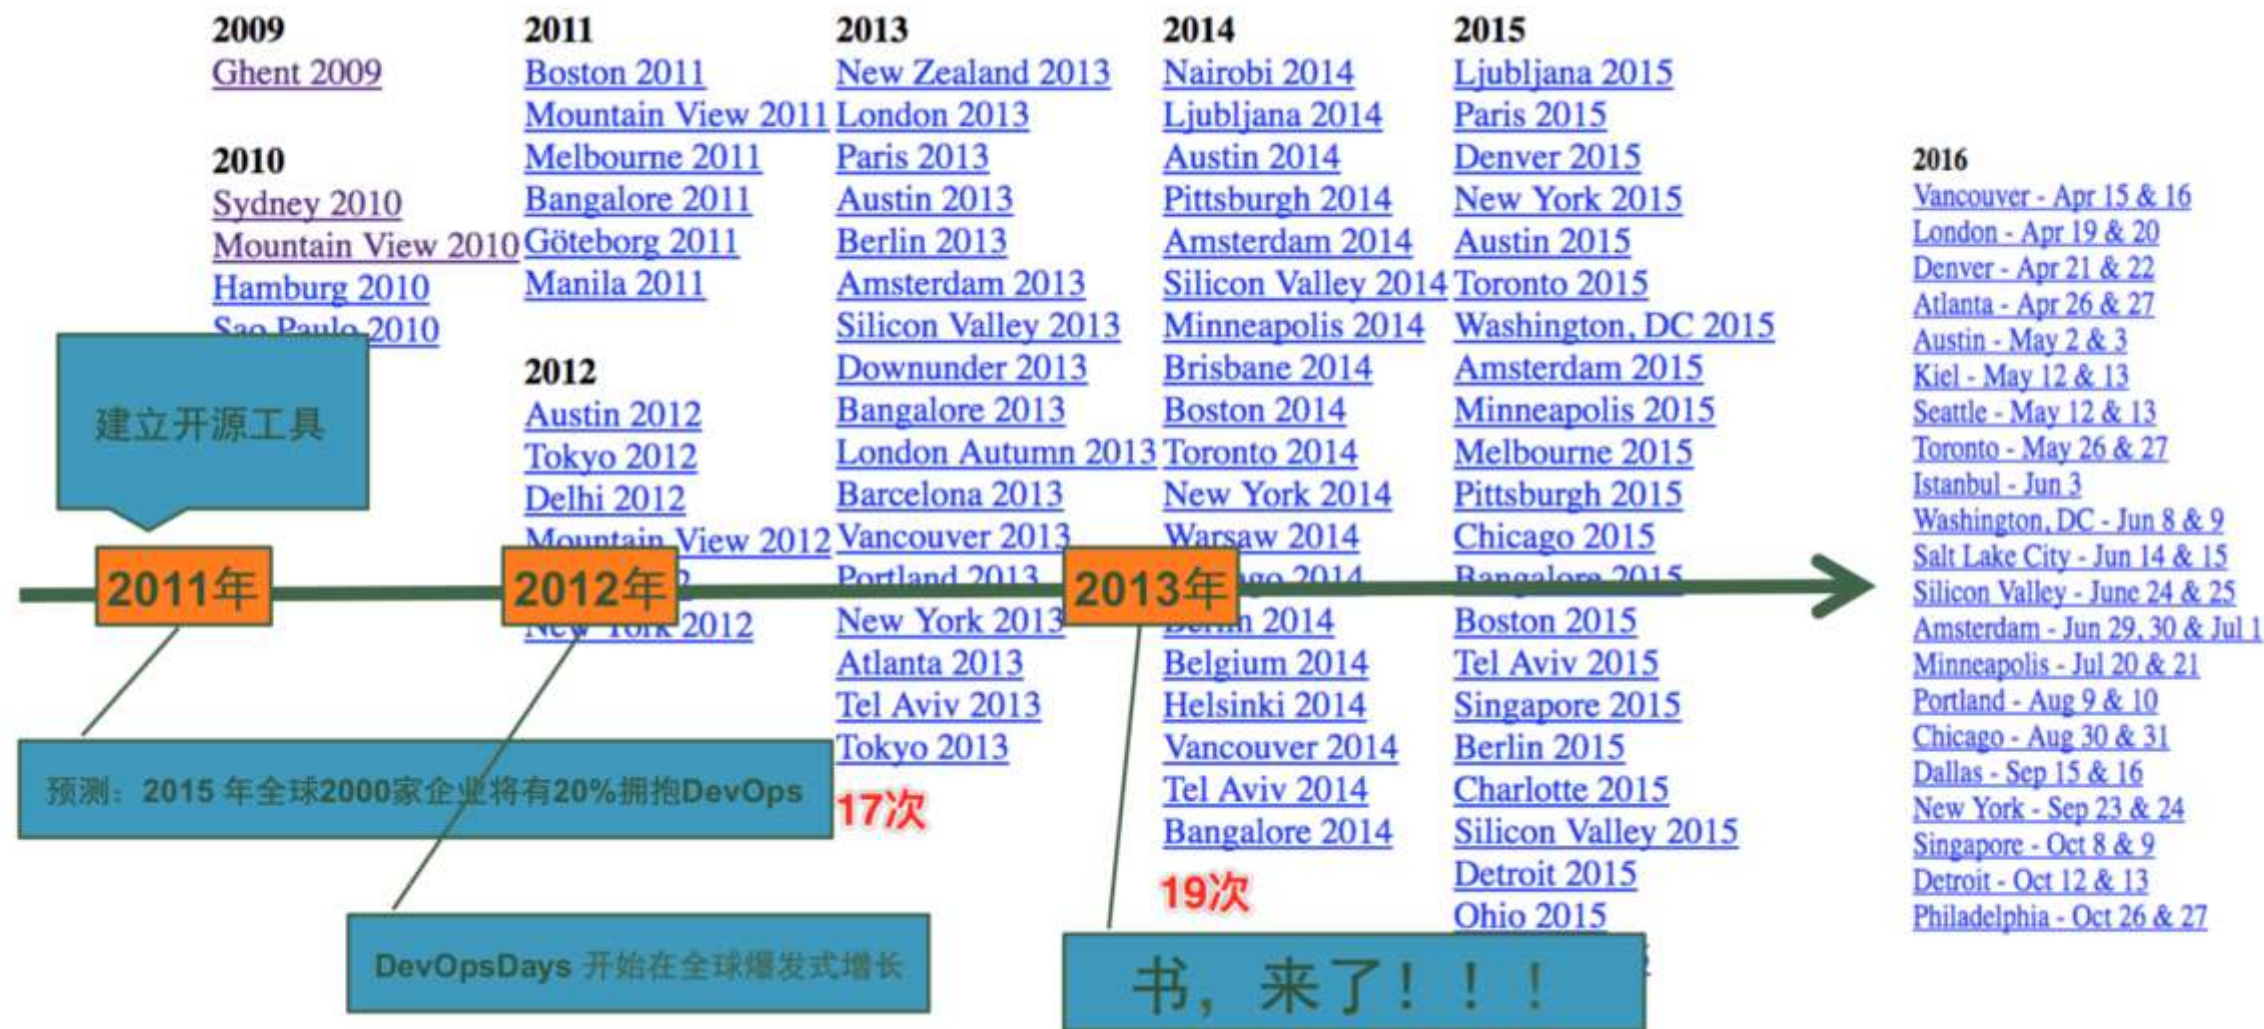 2009
Ghent 2009
2010
Sydney 2010
Mountain View 2010
Hamburg 2010
Sao Paulo 2010
2011
Boston 2011
Mountain View 2011
Melbourne 2011
Bangalore 2011
Göteborg 2011
Manila 2011
2012
Austin 2012
Tokyo 2012
Delhi 2012
Mountain View 2012
New York 2012
2013
New Zealand 2013
London 2013
Paris 2013
Austin 2013
Berlin 2013
Amsterdam 2013
Silicon Valley 2013
Downunder 2013
Bangalore 2013
London Autumn 2013
Barcelona 2013
Vancouver 2013
Portland 2013
New York 2013
Atlanta 2013
Tel Aviv 2013
Tokyo 2013
17次
2014
Nairobi 2014
Ljubljana 2014
Austin 2014
Pittsburgh 2014
Amsterdam 2014
Silicon Valley 2014
Minneapolis 2014
Brisbane 2014
Boston 2014
Toronto 2014
New York 2014
Warsaw 2014
2014
Berlin 2014
Belgium 2014
Helsinki 2014
Vancouver 2014
Tel Aviv 2014
Bangalore 2014
19次
2015
Ljubljana 2015
Paris 2015
Denver 2015
New York 2015
Austin 2015
Toronto 2015
Washington, DC 2015
Amsterdam 2015
Minneapolis 2015
Melbourne 2015
Pittsburgh 2015
Chicago 2015
Bangalore 2015
Boston 2015
Tel Aviv 2015
Singapore 2015
Berlin 2015
Charlotte 2015
Silicon Valley 2015
Detroit 2015
Ohio 2015
2016
Vancouver - Apr 15 & 16
London - Apr 19 & 20
Denver - Apr 21 & 22
Atlanta - Apr 26 & 27
Austin - May 2 & 3
Kiel - May 12 & 13
Seattle - May 12 & 13
Toronto - May 26 & 27
Istanbul - Jun 3
Washington, DC - Jun 8 & 9
Salt Lake City - Jun 14 & 15
Silicon Valley - June 24 & 25
Amsterdam - Jun 29, 30 & Jul 1
Minneapolis - Jul 20 & 21
Portland - Aug 9 & 10
Chicago - Aug 30 & 31
Dallas - Sep 15 & 16
New York - Sep 23 & 24
Singapore - Oct 8 & 9
Detroit - Oct 12 & 13
Philadelphia - Oct 26 & 27
建立开源工具
2011年
2012年
2013年
预测：2015 年全球2000家企业将有20%拥抱DevOps
DevOpsDays 开始在全球爆发式增长
书，来了！！！